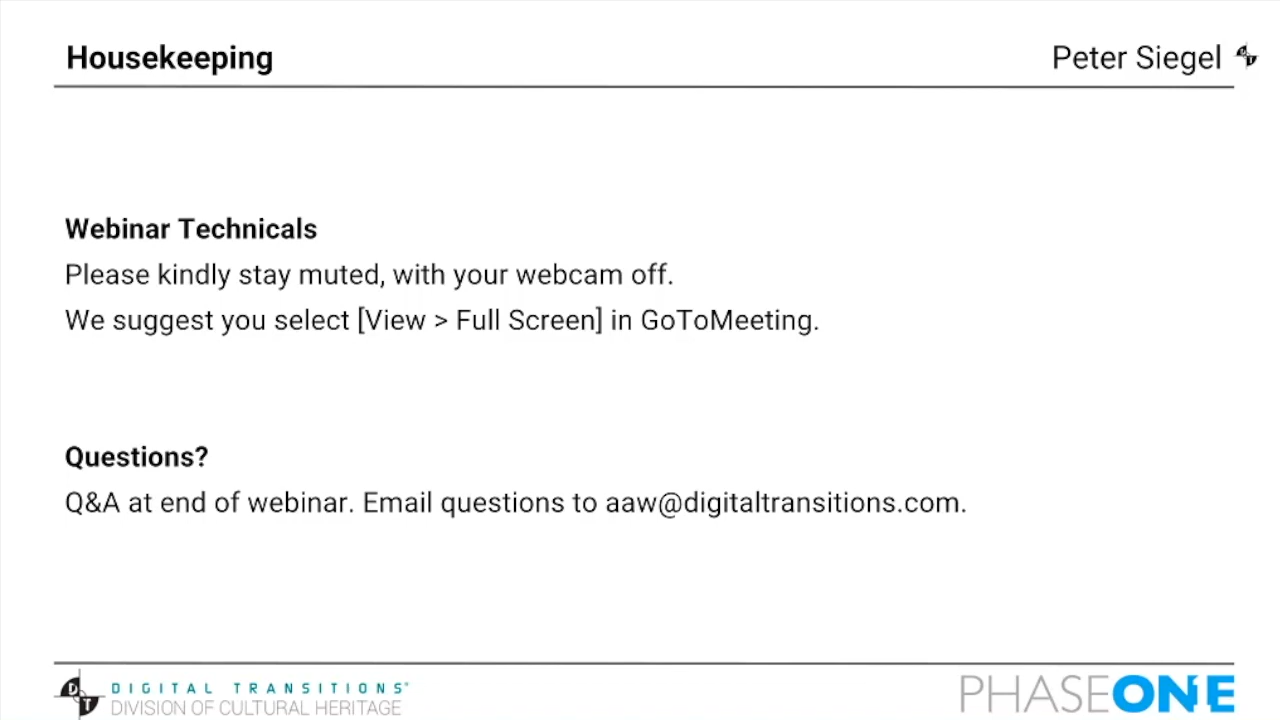 Housekeeping
Peter Siegel
Webinar Technicals
Please kindly stay muted, with your webcam off.
We suggest you select [View > Full Screen] in GoToMeeting.
Questions?
Q&A at end of webinar. Email questions to aaw@digitaltransitions.com.
DT DIGITAL TRANSITIONS
DIVISION OF CULTURAL HERITAGE
PHASEONE